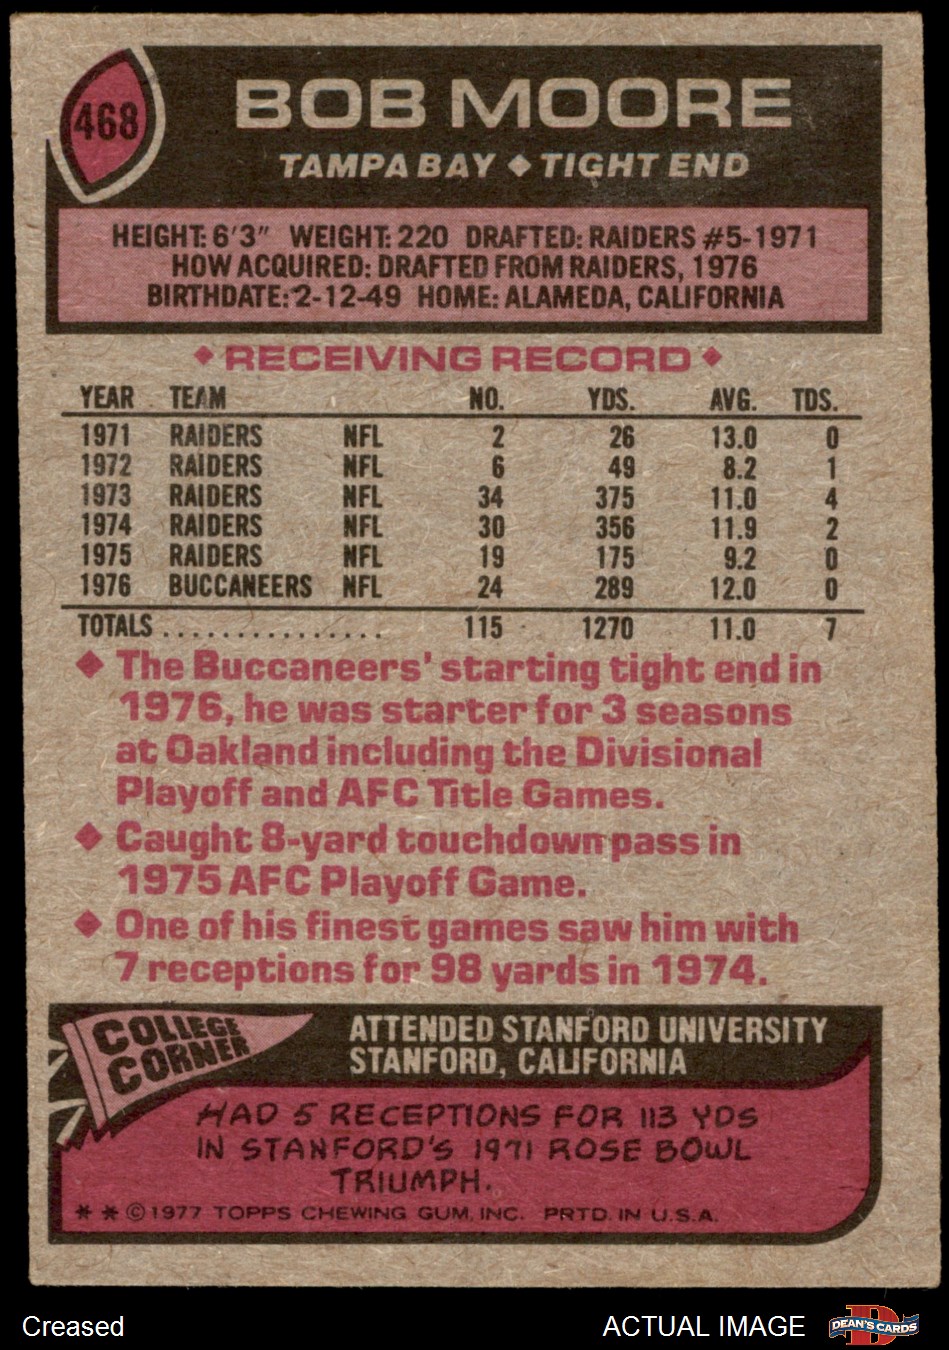 468
BOB MOORE
TAMPA BAY ◆ TIGHT END
HEIGHT: 6'3" WEIGHT: 220 DRAFTED: RAIDERS #5-1971
HOW ACQUIRED: DRAFTED FROM RAIDERS, 1976
BIRTHDATE: 2-12-49 HOME: ALAMEDA, CALIFORNIA
◆ RECEIVING RECORD ◆
YEAR TEAM NO. YDS. AVG. TDS.
1971 RAIDERS NFL 2 26 13.0 0
1972 RAIDERS NFL 6 49 8.2 1
1973 RAIDERS NFL 34 375 11.0 4
1974 RAIDERS NFL 30 356 11.9 2
1975 RAIDERS NFL 19 175 9.2 0
1976 BUCCANEERS NFL 24 289 12.0 0
TOTALS ............... 115 1270 11.0 7
◆ The Buccaneers' starting tight end in
1976, he was starter for 3 seasons
at Oakland including the Divisional
Playoff and AFC Title Games.
◆ Caught 8-yard touchdown pass in
1975 AFC Playoff Game.
◆ One of his finest games saw him with
7 receptions for 98 yards in 1974.
COLLEGE
CORNER
ATTENDED STANFORD UNIVERSITY
STANFORD, CALIFORNIA
HAD 5 RECEPTIONS FOR 113 YDS
IN STANFORD'S 1971 ROSE BOWL
TRIUMPH.
* * © 1977 TOPPS CHEWING GUM, INC. PRTD. IN U.S.A.
Creased
ACTUAL IMAGE
D
DEAN'S CARDS